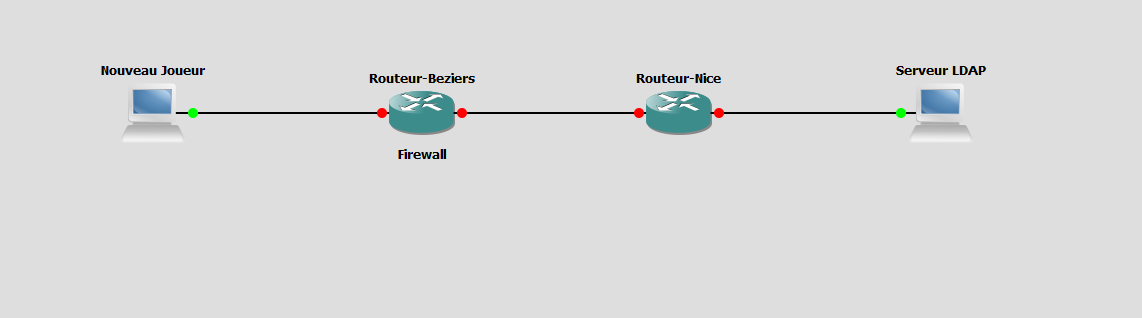 Nouveau Joueur
Routeur-Beziers
Routeur-Nice
Serveur LDAP
Firewall